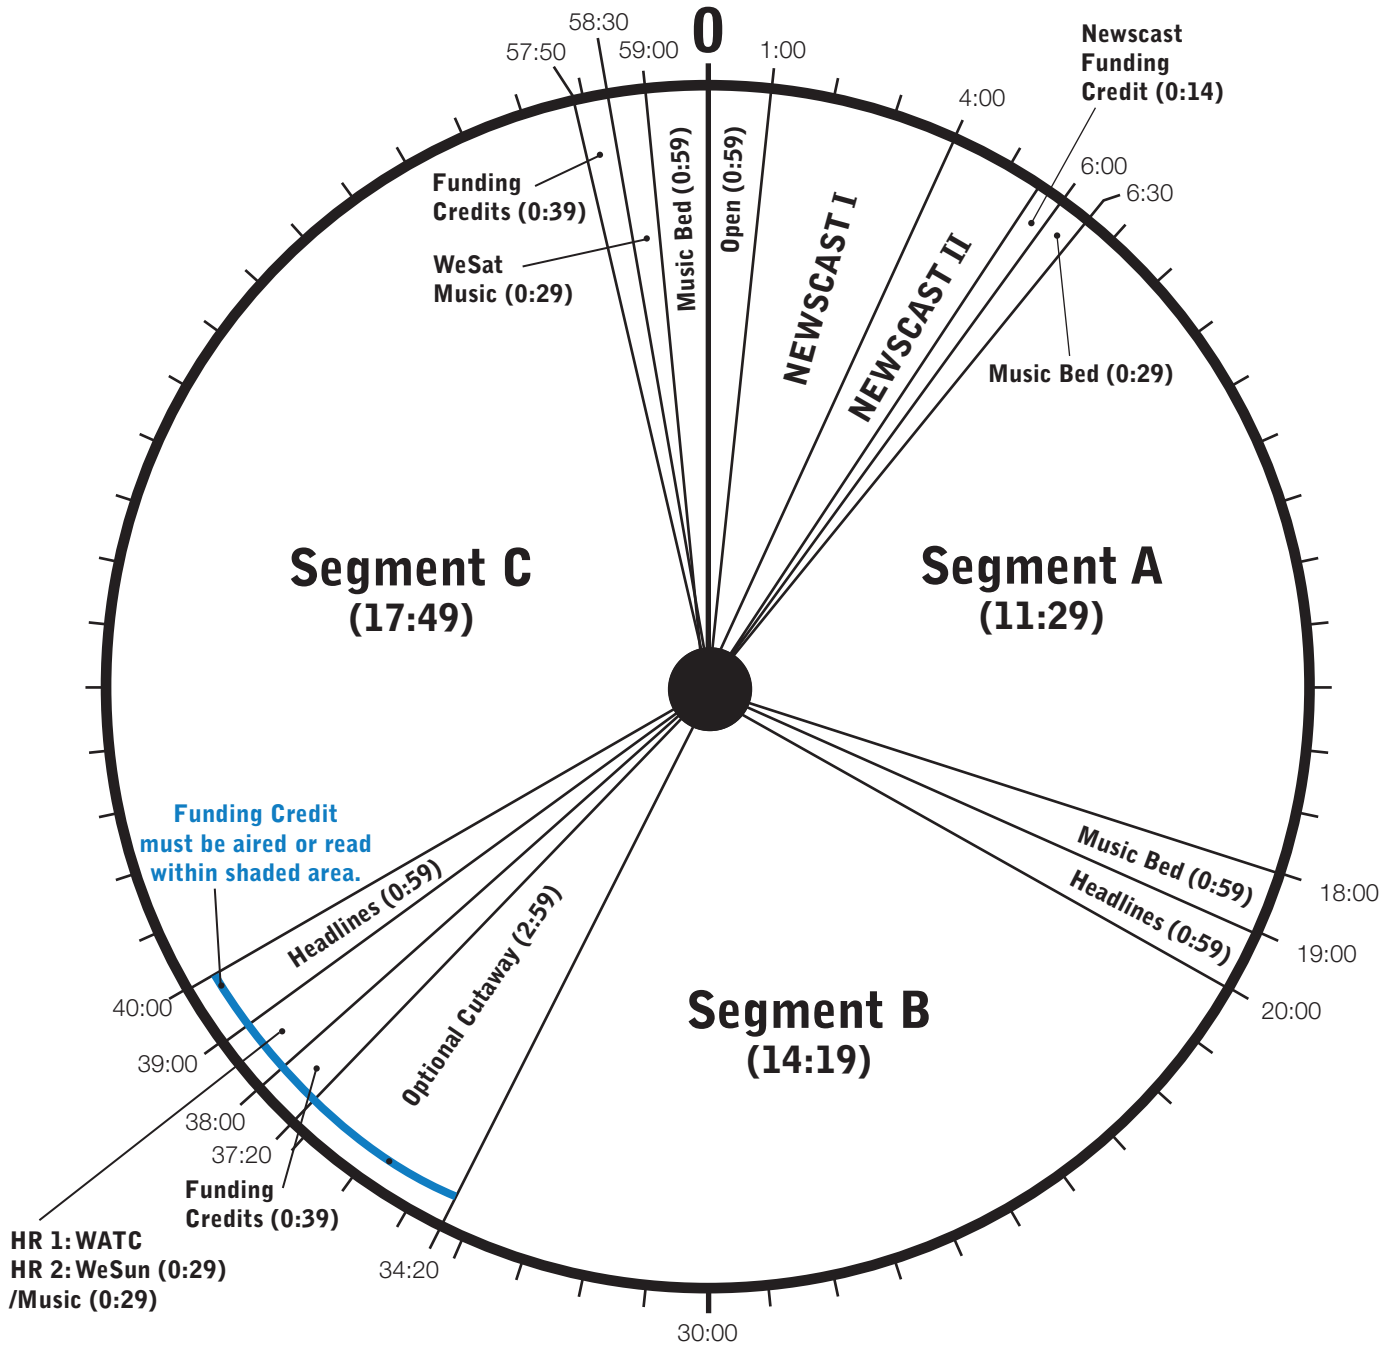 0
58:30
57:50
59:00
1:00
4:00
Newscast
Funding
Credit (0:14)
6:00
6:30
Funding
Credits (0:39)
WeSat
Music (0:29)
Music Bed (0:59)
Open (0:59)
NEWSCAST I
NEWSCAST II
Music Bed (0:29)
Segment C
(17:49)
Segment A
(11:29)
Music Bed (0:59)
Headlines (0:59)
18:00
19:00
20:00
Segment B
(14:19)
Funding Credit
must be aired or read
within shaded area.
Headlines (0:59)
Optional Cutaway (2:59)
40:00
39:00
38:00
37:20
Funding
Credits (0:39)
HR 1: WATC
HR 2: WeSun (0:29)
/Music (0:29)
34:20
30:00